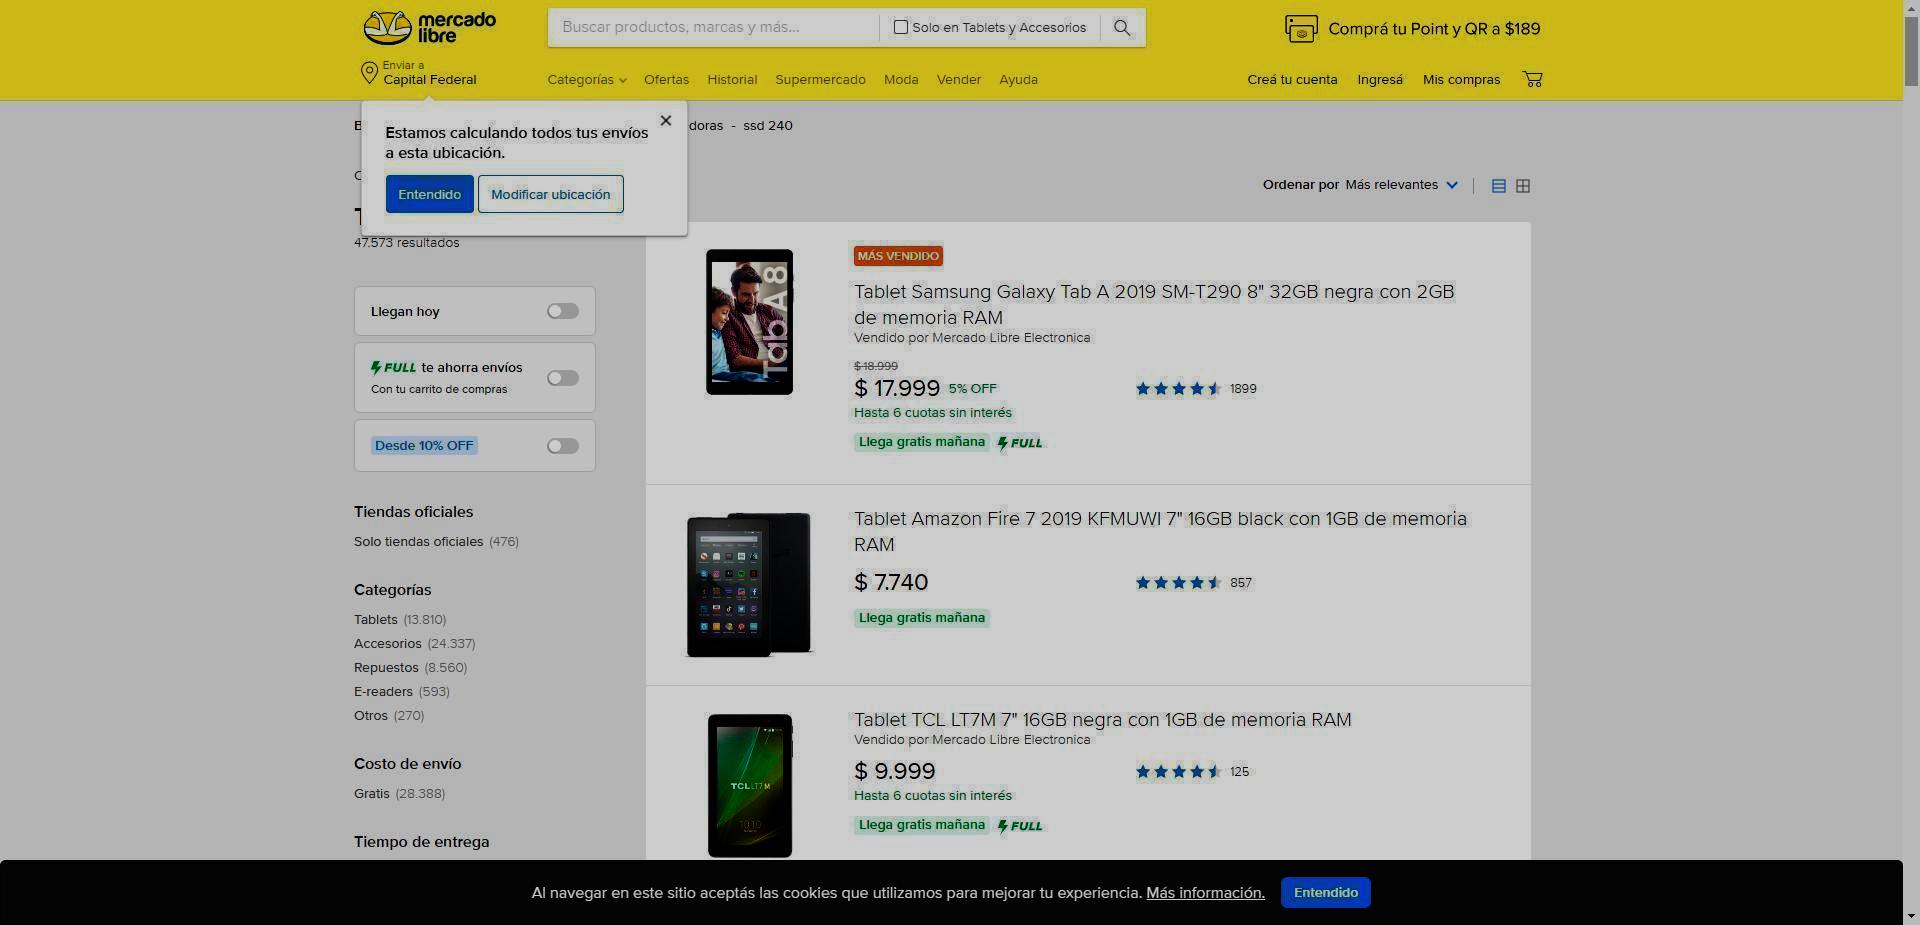 mercado
libre
Buscar productos, marcas y más...
Solo en Tablets y Accesorios
Comprá tu Point y QR a $189
Enviar a
Capital Federal
Categorías Ofertas Historial Supermercado Moda Vender Ayuda
Creá tu cuenta Ingresá Mis compras
Estamos calculando todos tus envíos
a esta ubicación.
Entendido Modificar ubicación
doras - ssd 240
47.573 resultados
Ordenar por Más relevantes
Llegan hoy
FULL te ahorra envíos
Con tu carrito de compras
Desde 10% OFF
Tiendas oficiales
Solo tiendas oficiales (476)
Categorías
Tablets (13.810)
Accesorios (24.337)
Repuestos (8.560)
E-readers (593)
Otros (270)
Costo de envío
Gratis (28.388)
Tiempo de entrega
Tab A 8
MÁS VENDIDO
Tablet Samsung Galaxy Tab A 2019 SM-T290 8" 32GB negra con 2GB
de memoria RAM
Vendido por Mercado Libre Electronica
$ 18.999
$ 17.999 5% OFF
1899
Hasta 6 cuotas sin interés
Llega gratis mañana FULL
Tablet Amazon Fire 7 2019 KFMUWI 7" 16GB black con 1GB de memoria
RAM
$ 7.740
857
Llega gratis mañana
TCL LT7M
10:10
Tablet TCL LT7M 7" 16GB negra con 1GB de memoria RAM
Vendido por Mercado Libre Electronica
$ 9.999
125
Hasta 6 cuotas sin interés
Llega gratis mañana FULL
Al navegar en este sitio aceptás las cookies que utilizamos para mejorar tu experiencia. Más información. Entendido